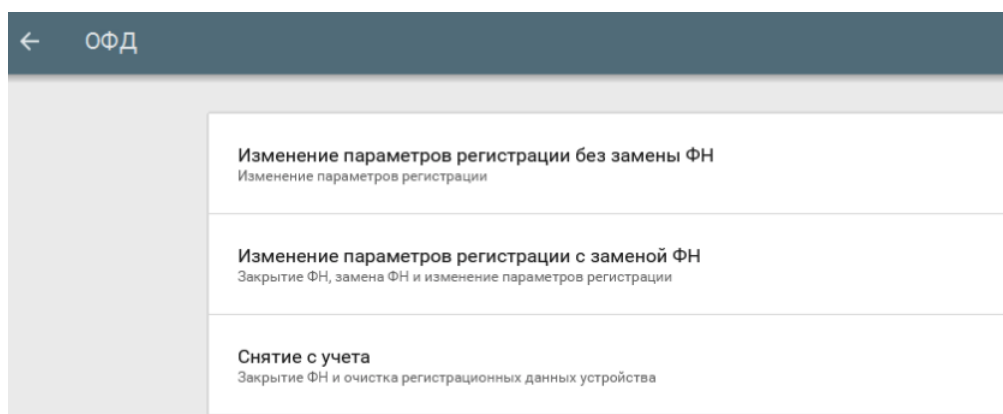 ОФД
Изменение параметров регистрации без замены ФН
Изменение параметров регистрации
Изменение параметров регистрации с заменой ФН
Закрытие ФН, замена ФН и изменение параметров регистрации
Снятие с учета
Закрытие ФН и очистка регистрационных данных устройства